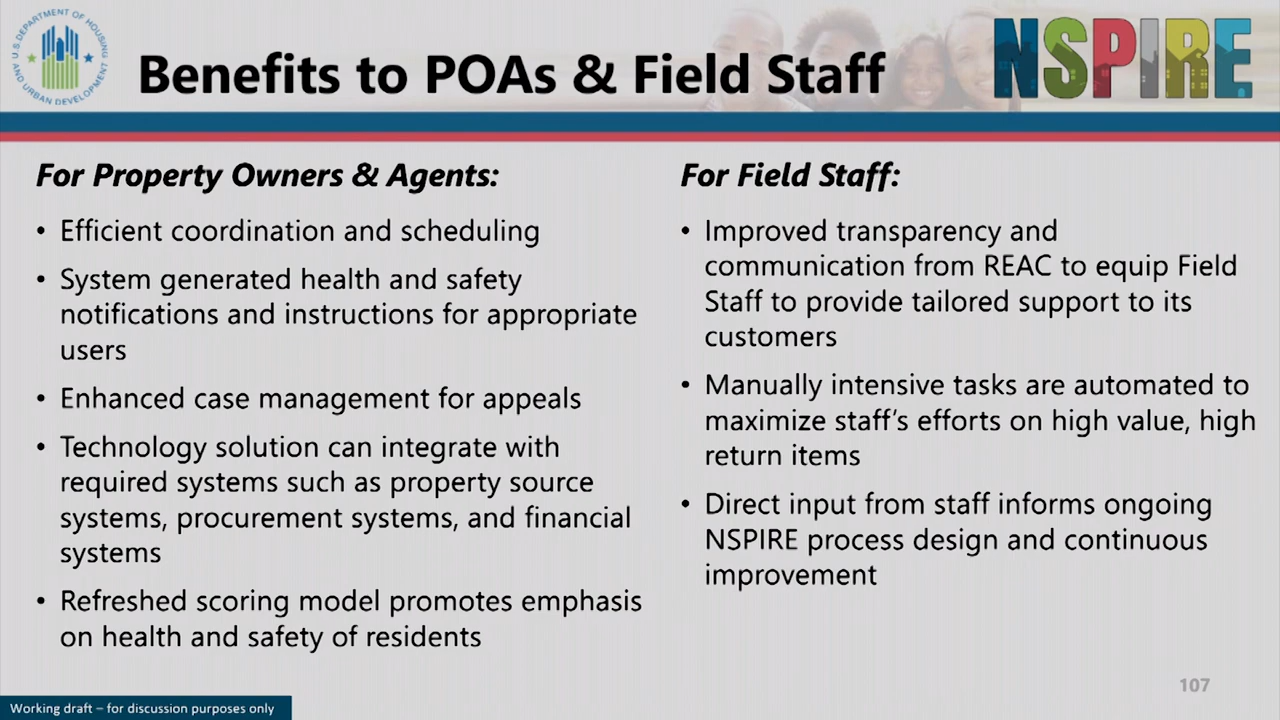 U.S. DEPARTMENT OF HOUSING
AND URBAN DEVELOPMENT
Benefits to POAs & Field Staff
NSPIRE
For Property Owners & Agents:
• Efficient coordination and scheduling
• System generated health and safety
notifications and instructions for appropriate
users
• Enhanced case management for appeals
• Technology solution can integrate with
required systems such as property source
systems, procurement systems, and financial
systems
• Refreshed scoring model promotes emphasis
on health and safety of residents
For Field Staff:
• Improved transparency and
communication from REAC to equip Field
Staff to provide tailored support to its
customers
• Manually intensive tasks are automated to
maximize staff’s efforts on high value, high
return items
• Direct input from staff informs ongoing
NSPIRE process design and continuous
improvement
107
Working draft – for discussion purposes only